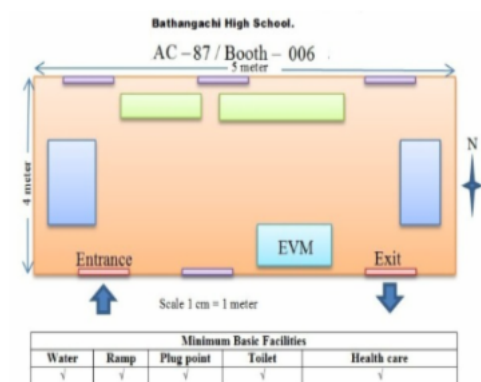 Bathangachi High School.
AC – 87 / Booth – 006
5 meter
4 meter
N
EVM
Entrance
Exit
Scale 1 cm = 1 meter
Minimum Basic Facilities
Water Ramp Plug point Toilet Health care
√ √ √ √ √